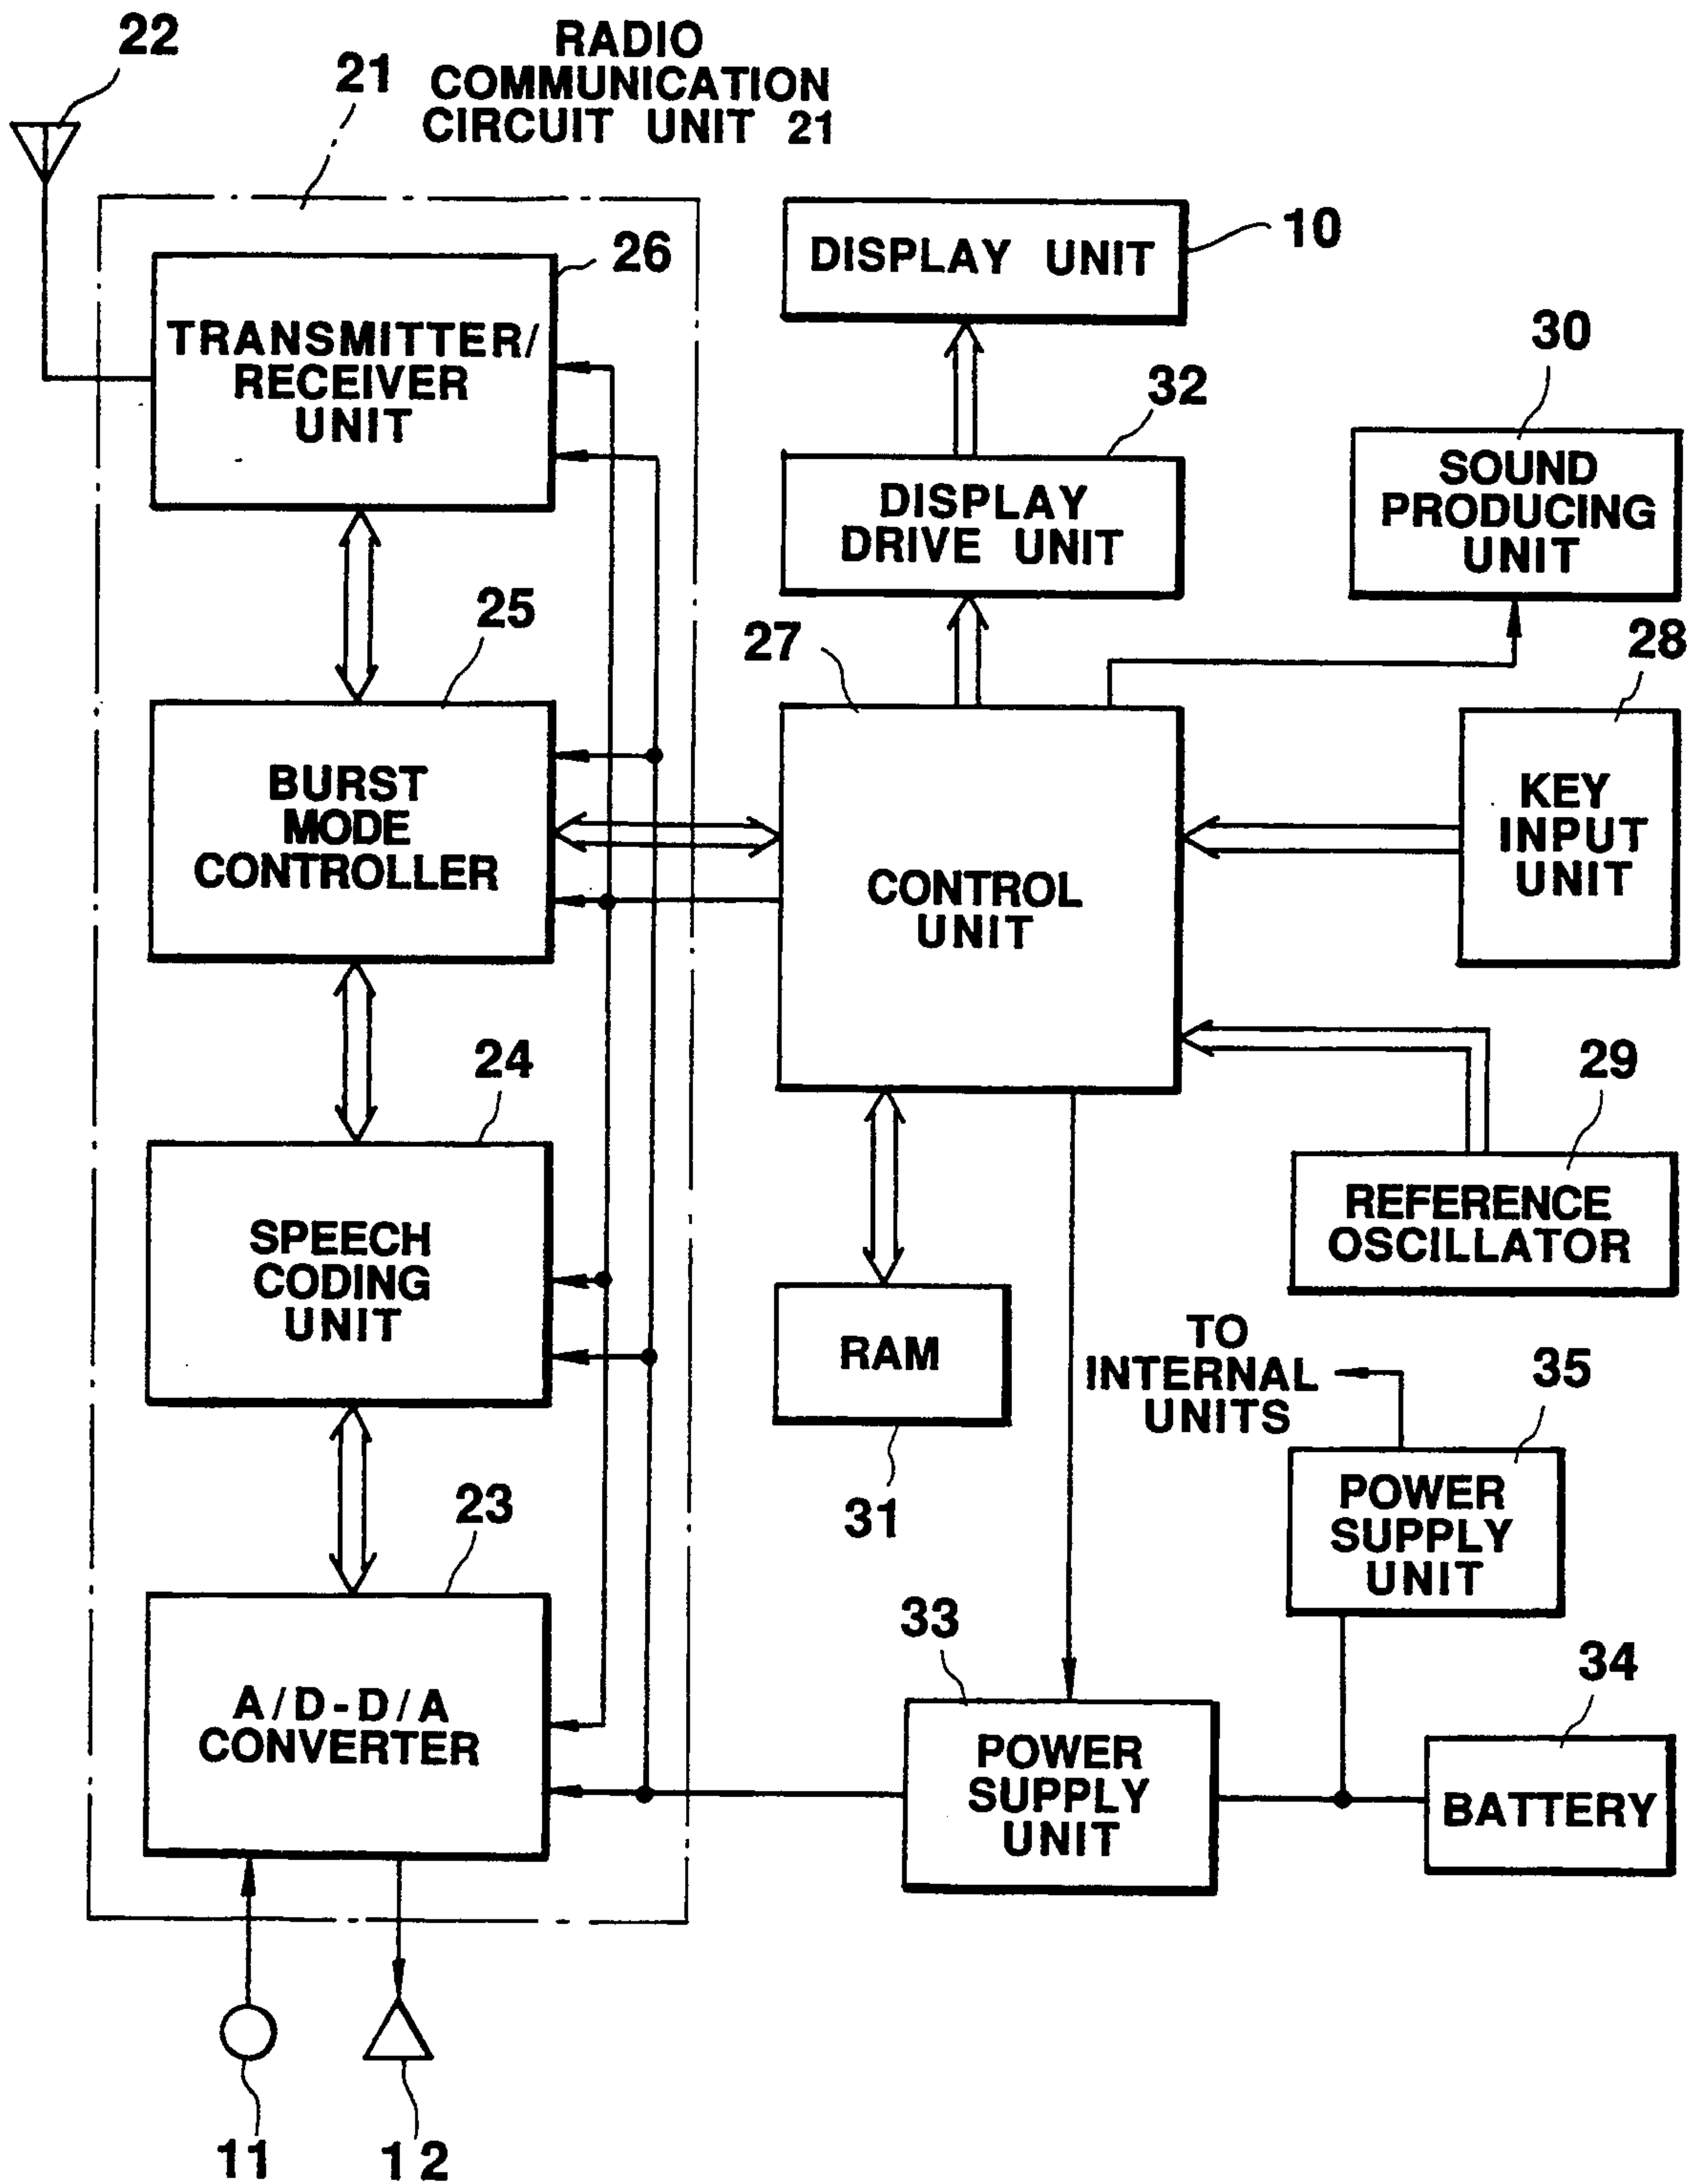 22
21
RADIO
COMMUNICATION
CIRCUIT UNIT 21
26
TRANSMITTER/
RECEIVER
UNIT
DISPLAY UNIT
10
32
DISPLAY
DRIVE UNIT
30
SOUND
PRODUCING
UNIT
25
BURST
MODE
CONTROLLER
27
CONTROL
UNIT
28
KEY
INPUT
UNIT
24
SPEECH
CODING
UNIT
29
REFERENCE
OSCILLATOR
RAM
31
TO
INTERNAL
UNITS
35
POWER
SUPPLY
UNIT
23
A/D-D/A
CONVERTER
33
POWER
SUPPLY
UNIT
34
BATTERY
11
12